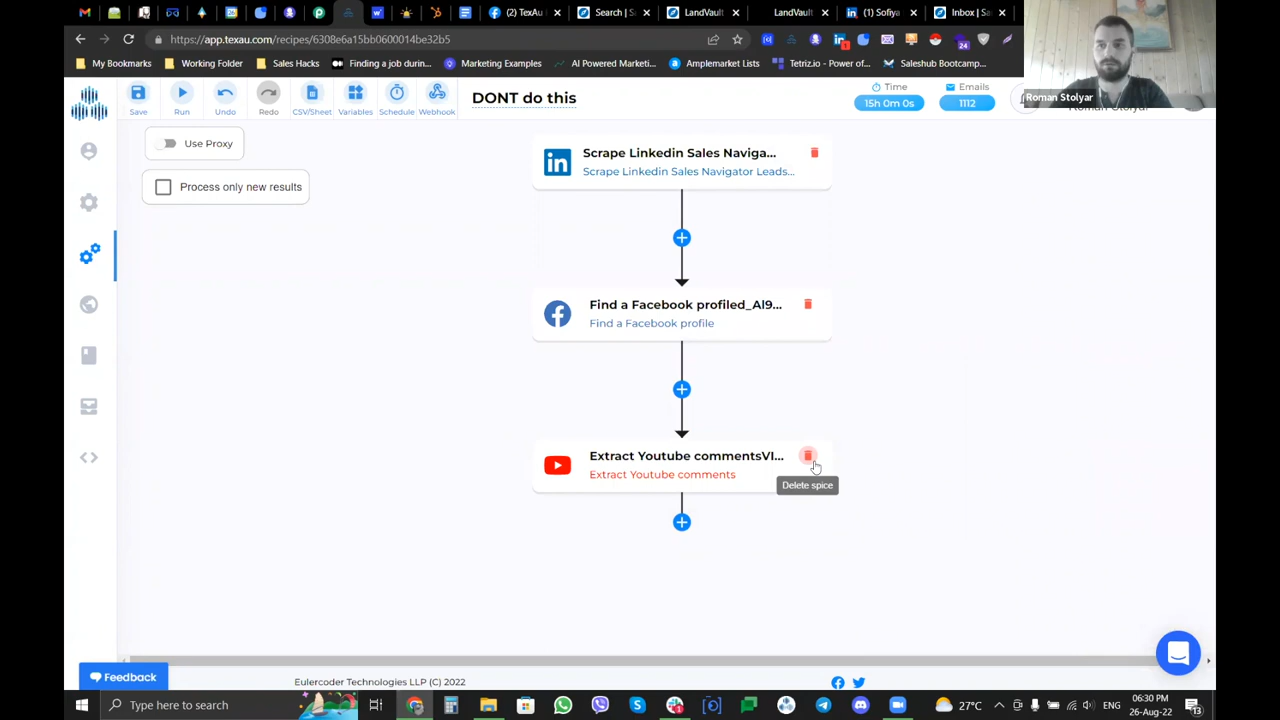 (2) TexAu
Search | S
LandVault
LandVault
(1) Sofiya
Inbox | Sa
https://app.texau.com/recipes/6308e6a15bb0600014be32b5
My Bookmarks
Working Folder
Sales Hacks
Finding a job durin...
Marketing Examples
AI Powered Marketi...
Amplemarket Lists
Tetriz.io - Power of...
Saleshub Bootcamp...
Save
Run
Undo
Redo
CSV/Sheet
Variables
Schedule
Webhook
DONT do this
Time
15h 0m 0s
Emails
1112
Roman Stolyar
Use Proxy
Process only new results
Scrape Linkedin Sales Naviga...
Scrape Linkedin Sales Navigator Leads...
Find a Facebook profiled_AI9...
Find a Facebook profile
Extract Youtube commentsVI...
Extract Youtube comments
Delete spice
Feedback
Eulercoder Technologies LLP (C) 2022
Type here to search
27°C
ENG
06:30 PM
26-Aug-22
13